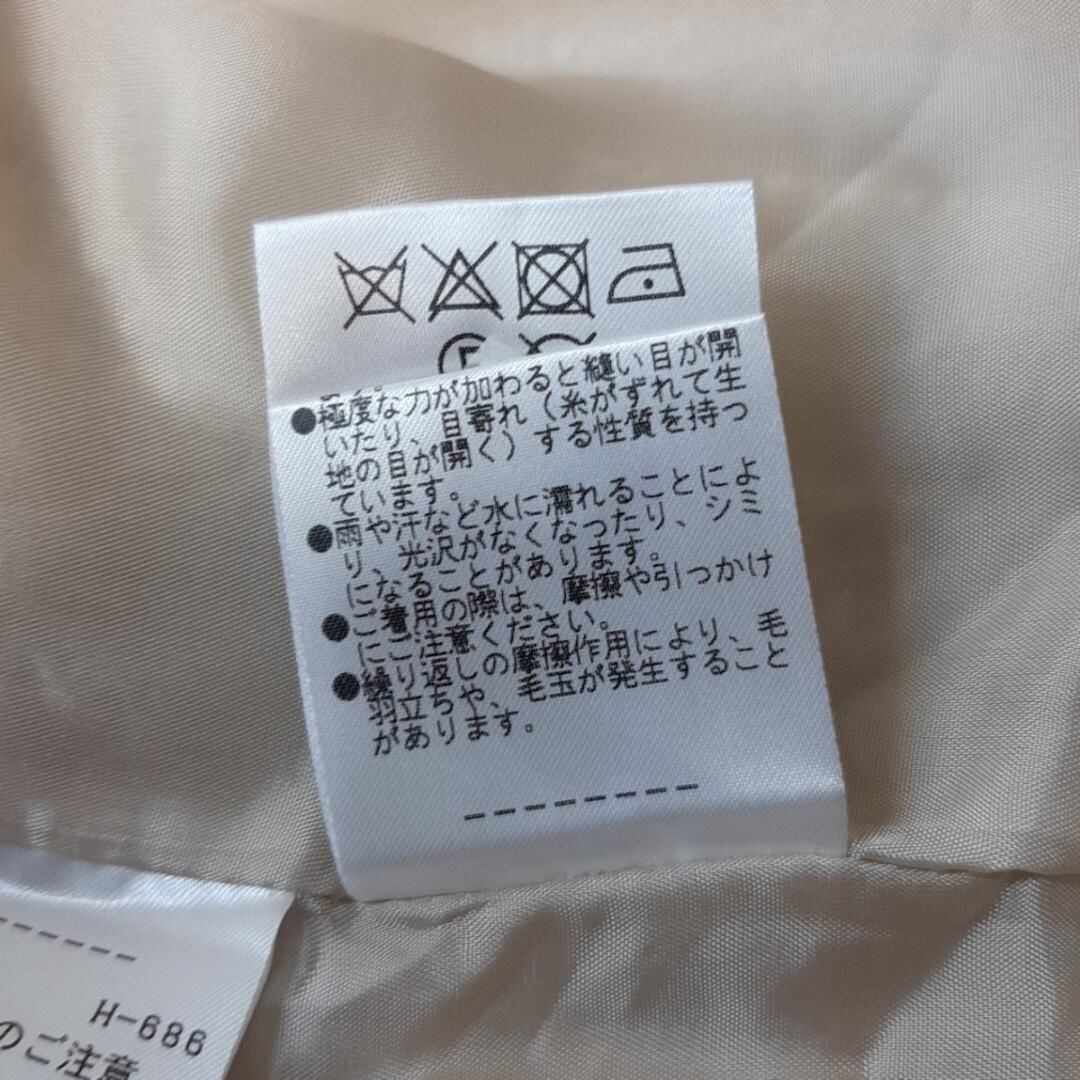 F
●極度な力が加わると縫い目が開
いたり、目寄れ（糸がずれて生
地の目が開く）する性質を持っ
ています。
●雨や汗など水に濡れることによ
り、光沢がなくなったり、シミ
になることがあります。
●ご着用の際は、摩擦や引っかけ
にご注意ください。
●繰り返しの摩擦作用により、毛
羽立ちや、毛玉が発生すること
があります。
--------
------
H-686
のご注意